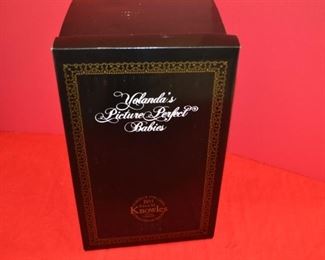 Yolanda's
Picture Perfect®
Babies
Knowles